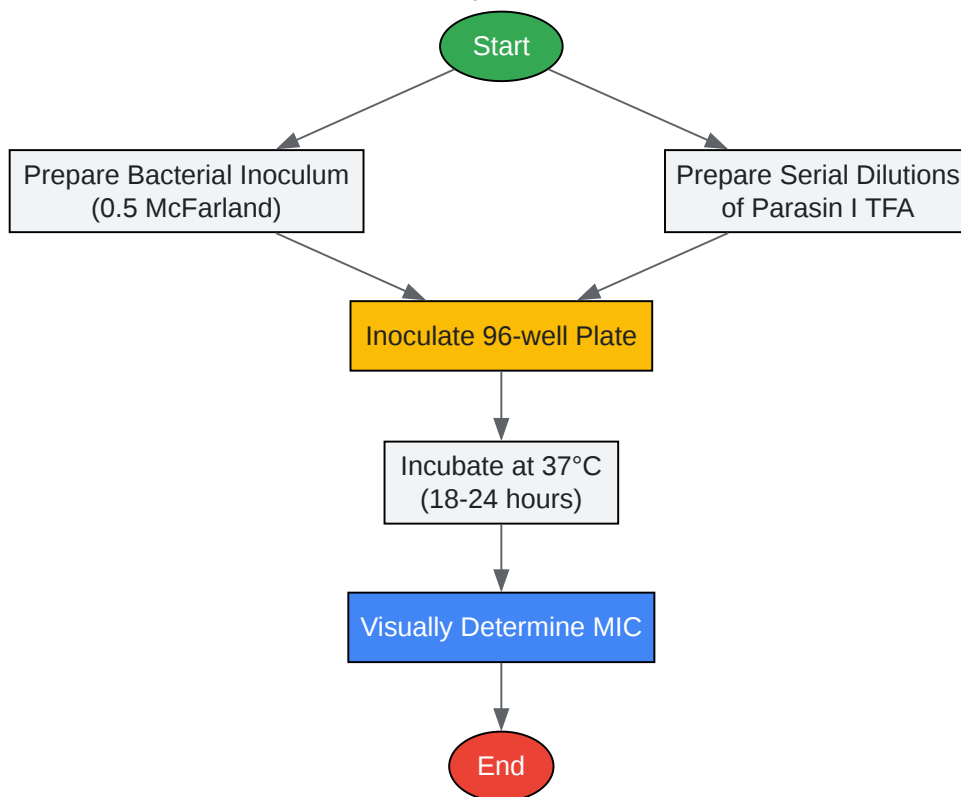 Start
Prepare Bacterial Inoculum
(0.5 McFarland)
Prepare Serial Dilutions
of Parasin I TFA
Inoculate 96-well Plate
Incubate at 37°C
(18-24 hours)
Visually Determine MIC
End